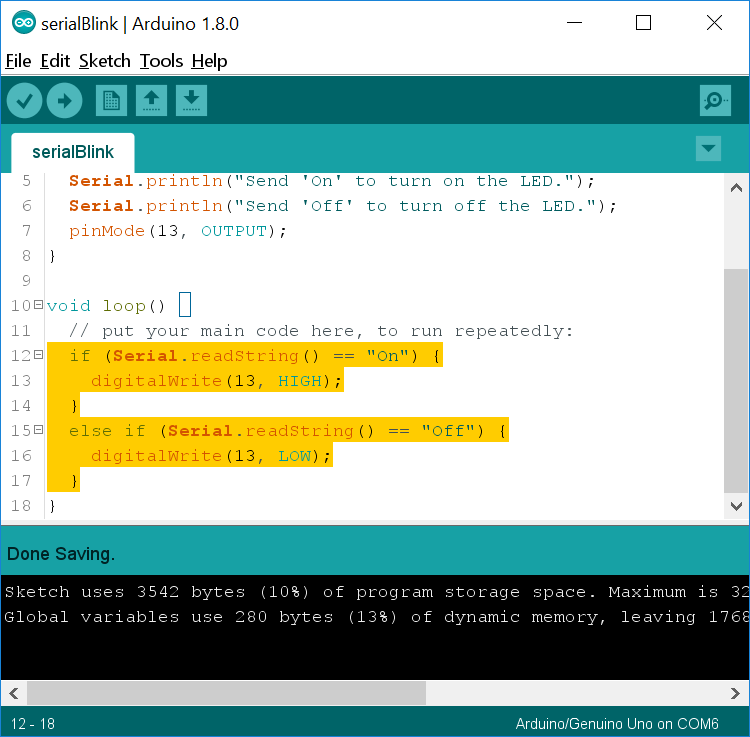 serialBlink | Arduino 1.8.0
File Edit Sketch Tools Help
serialBlink
5 Serial.println("Send 'On' to turn on the LED.");
6 Serial.println("Send 'Off' to turn off the LED.");
7 pinMode(13, OUTPUT);
8 }
9
10 void loop() {
11 // put your main code here, to run repeatedly:
12 if (Serial.readString() == "On") {
13 digitalWrite(13, HIGH);
14 }
15 else if (Serial.readString() == "Off") {
16 digitalWrite(13, LOW);
17 }
18 }
Done Saving.
Sketch uses 3542 bytes (10%) of program storage space. Maximum is 32
Global variables use 280 bytes (13%) of dynamic memory, leaving 1768
12 - 18 Arduino/Genuino Uno on COM6